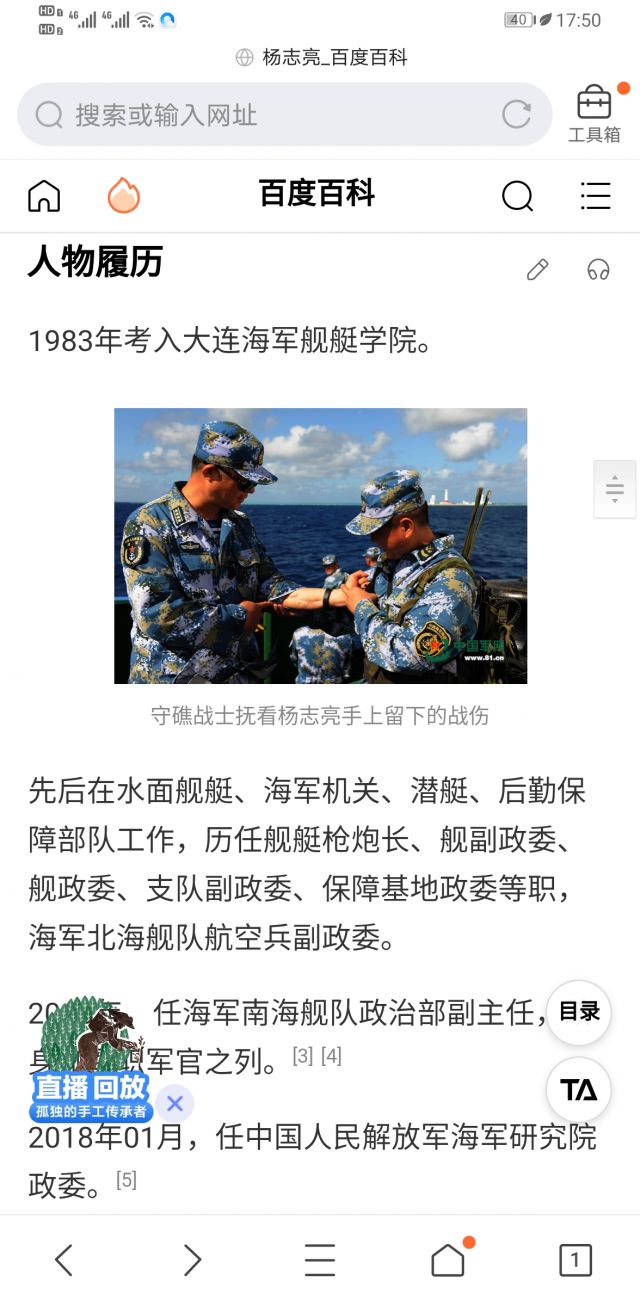 HD 1 4G 4G 40 17:50
HD 2
杨志亮_百度百科
搜索或输入网址
工具箱
百度百科
人物履历
1983年考入大连海军舰艇学院。
中国军网
www.81.cn
守礁战士抚看杨志亮手上留下的战伤
先后在水面舰艇、海军机关、潜艇、后勤保
障部队工作，历任舰艇枪炮长、舰副政委、
舰政委、支队副政委、保障基地政委等职，
海军北海舰队航空兵副政委。
20 任海军南海舰队政治部副主任，
目录
军官之列。[3] [4]
TA
直播 回放
孤独的手工传承者
2018年01月，任中国人民解放军海军研究院
政委。[5]
1